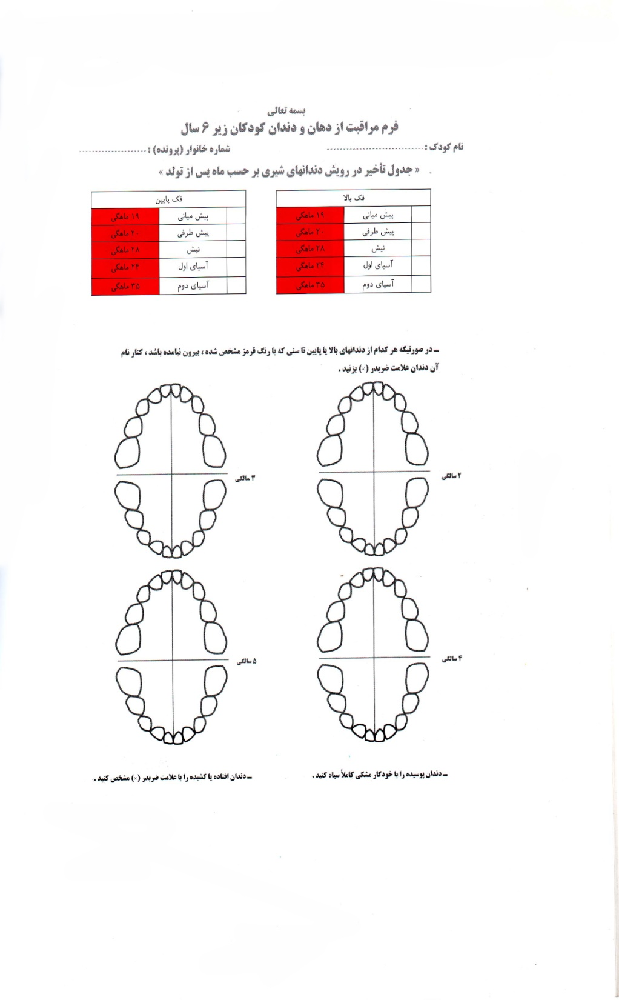 بسمه تعالی
فرم مراقبت از دهان و دندان کودکان زیر ۶ سال
نام کودک : ............................ شماره خانوار (پرونده) : ....................
« جدول تأخیر در رویش دندانهای شیری بر حسب ماه پس از تولد »
فک بالا
پیش میانی ۱۹ ماهگی
پیش طرفی ۲۰ ماهگی
نیش ۲۸ ماهگی
آسیای اول ۲۴ ماهگی
آسیای دوم ۳۵ ماهگی
فک پایین
پیش میانی ۱۹ ماهگی
پیش طرفی ۲۰ ماهگی
نیش ۲۸ ماهگی
آسیای اول ۲۴ ماهگی
آسیای دوم ۳۵ ماهگی
ـ در صورتیکه هر کدام از دندانهای بالا یا پایین تا سنی که با رنگ قرمز مشخص شده ، بیرون نیامده باشد ، کنار نام
آن دندان علامت ضربدر (×) بزنید .
۲ سالگی
۳ سالگی
۴ سالگی
۵ سالگی
ـ دندان پوسیده را با خودکار مشکی کاملاً سیاه کنید .
ـ دندان افتاده یا کشیده را با علامت ضربدر (×) مشخص کنید .